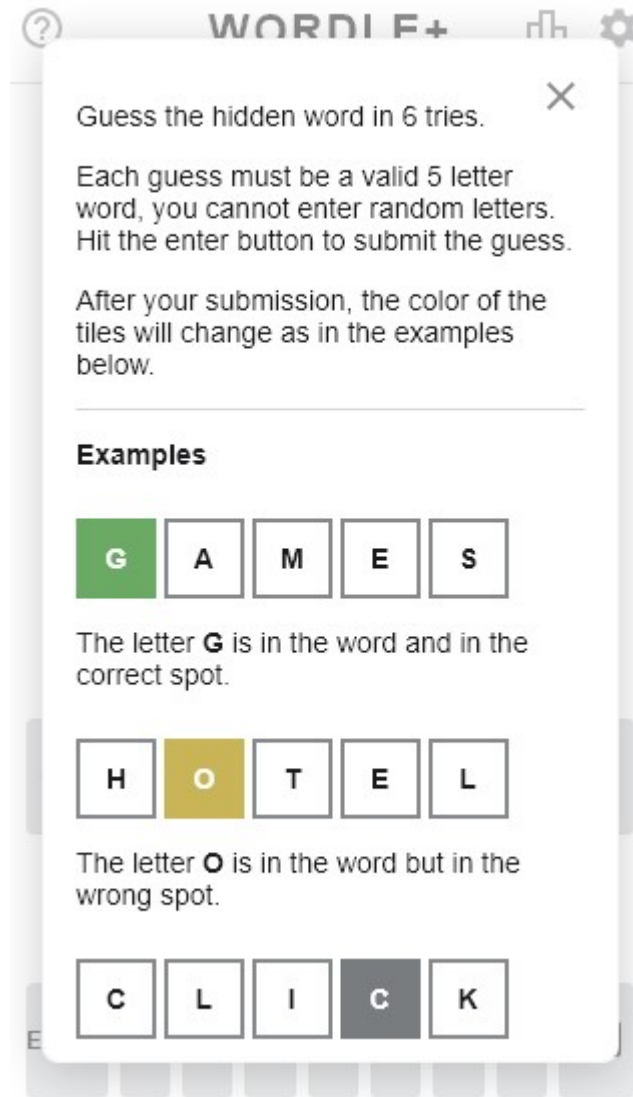 WORDLE+
Guess the hidden word in 6 tries.
Each guess must be a valid 5 letter
word, you cannot enter random letters.
Hit the enter button to submit the guess.
After your submission, the color of the
tiles will change as in the examples
below.
Examples
G A M E S
The letter G is in the word and in the
correct spot.
H O T E L
The letter O is in the word but in the
wrong spot.
C L I C K
E